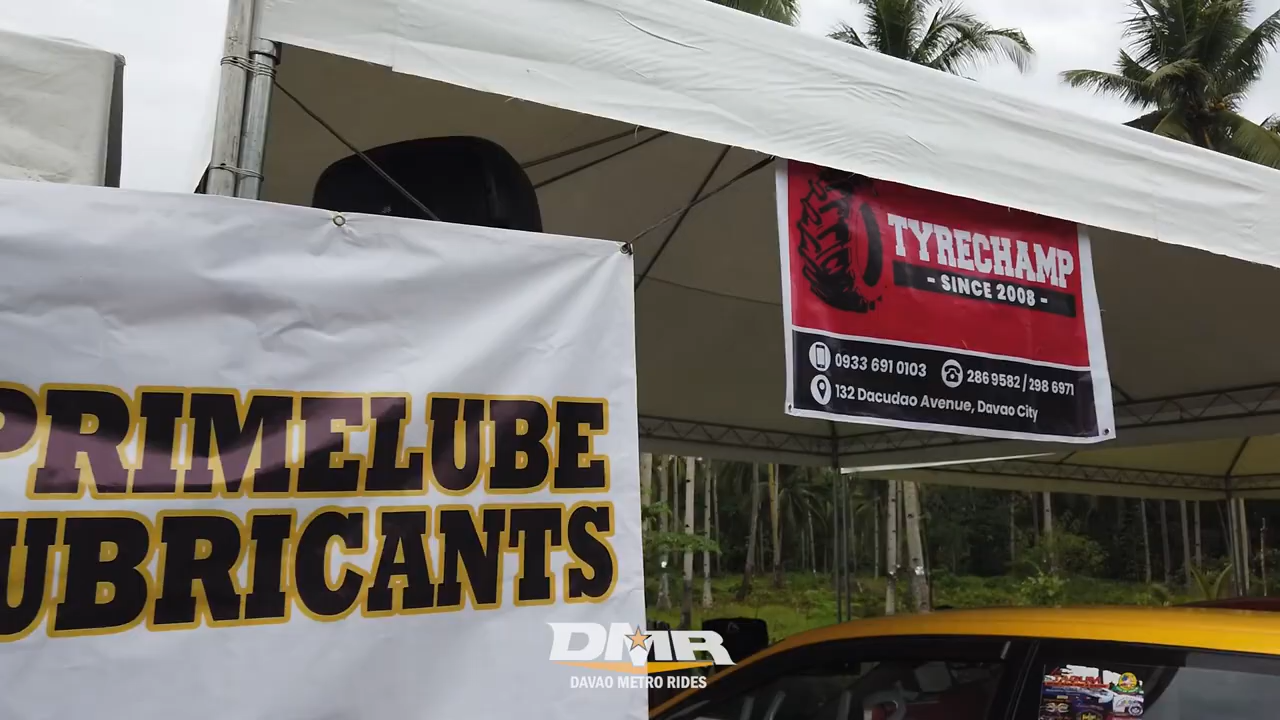 PRIMELUBE
LUBRICANTS
TYRECHAMP
- SINCE 2008 -
0933 691 0103
286 9582 / 298 6971
132 Dacudao Avenue, Davao City
DMR
DAVAO METRO RIDES